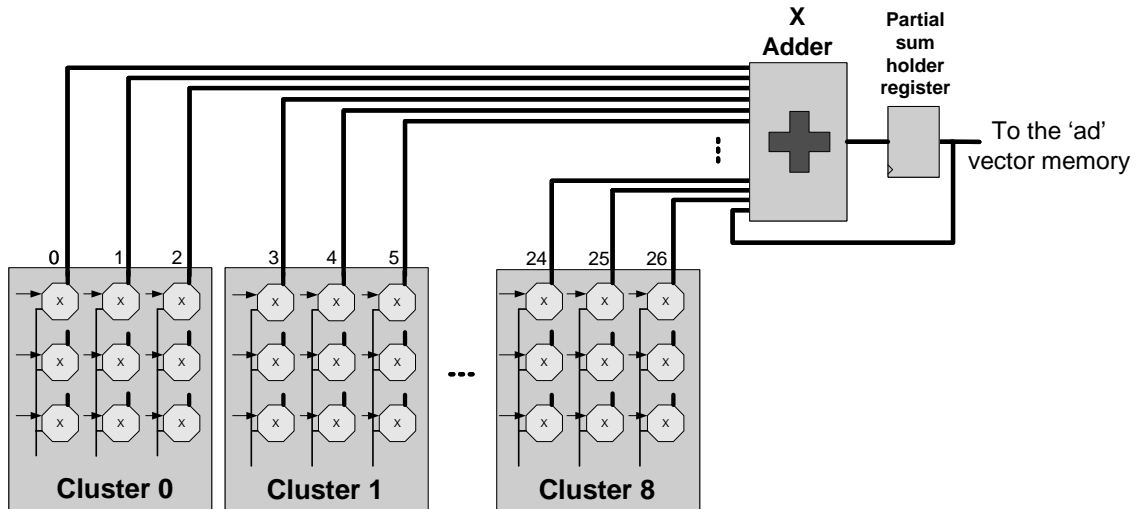 X
Adder
Partial
sum
holder
register
To the ‘ad’
vector memory
0 1 2 3 4 5 24 25 26
X X X X X X X X X
X X X X X X X X X
X X X X X X X X X
Cluster 0
Cluster 1
Cluster 8